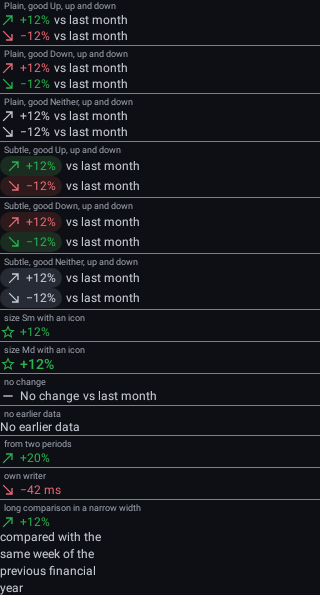 Plain, good Up, up and down
+12% vs last month
−12% vs last month
Plain, good Down, up and down
+12% vs last month
−12% vs last month
Plain, good Neither, up and down
+12% vs last month
−12% vs last month
Subtle, good Up, up and down
+12% vs last month
−12% vs last month
Subtle, good Down, up and down
+12% vs last month
−12% vs last month
Subtle, good Neither, up and down
+12% vs last month
−12% vs last month
size Sm with an icon
+12%
size Md with an icon
+12%
no change
No change vs last month
no earlier data
No earlier data
from two periods
+20%
own writer
−42 ms
long comparison in a narrow width
+12%
compared with the
same week of the
previous financial
year